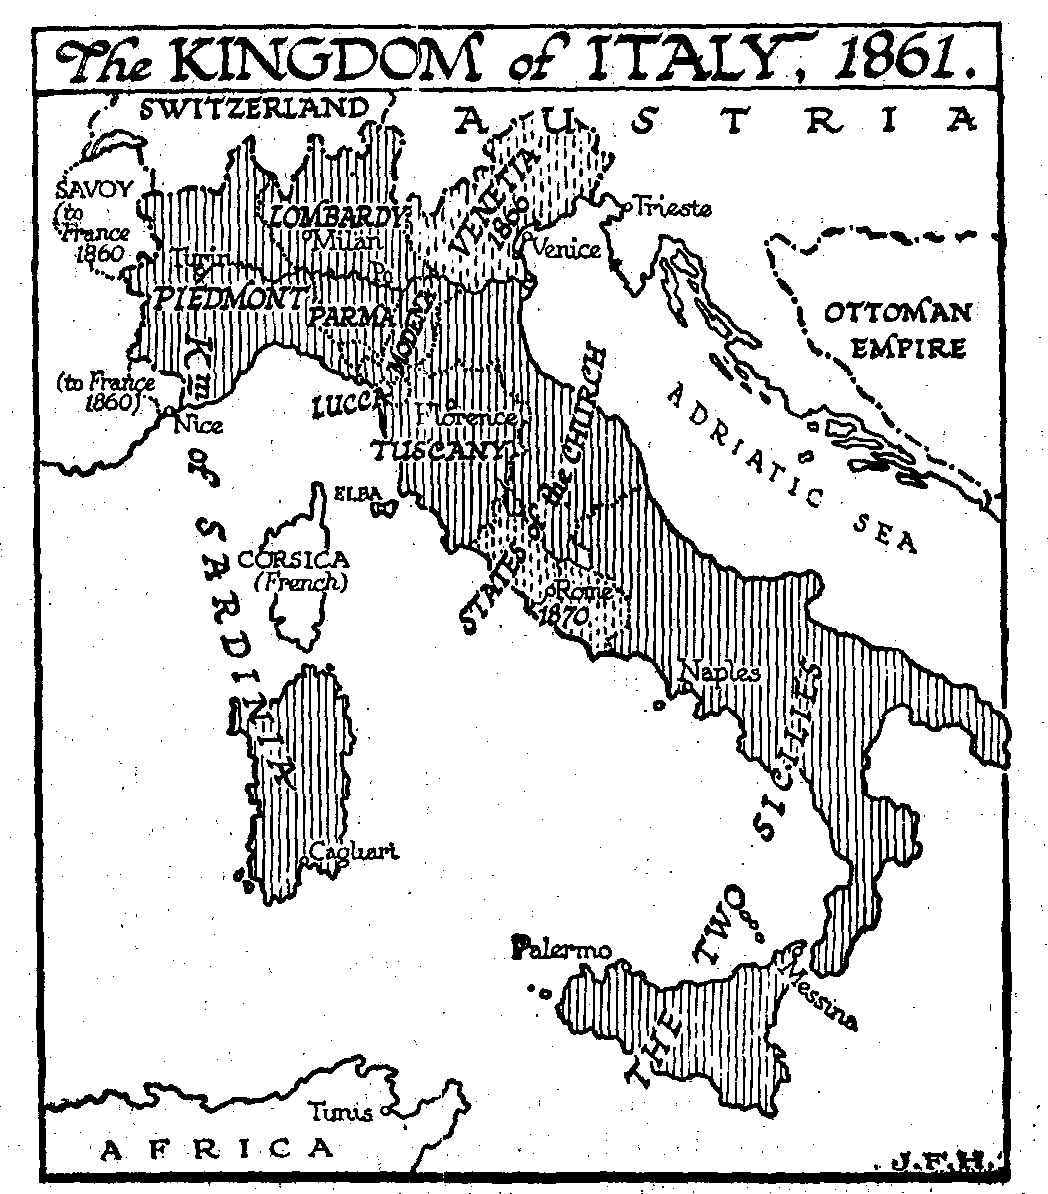 The KINGDOM of ITALY, 1861.
SWITZERLAND
AUSTRIA
SAVOY
(to
France
1860
LOMBARDY
Milan
VENETIA
1866
Trieste
Venice
Turin
Po
PIEDMONT
PARMA
MODENA
OTTOMAN
EMPIRE
(to France
1860)
Nice
LUCCA
Florence
TUSCANY
ADRIATIC SEA
ELBA
CORSICA
(French)
STATES of the CHURCH
Rome
1870
Km of SARDINIA
Naples
Cagliari
THE TWO SICILIES
Palermo
Messina
Tunis
AFRICA
J.F.H.